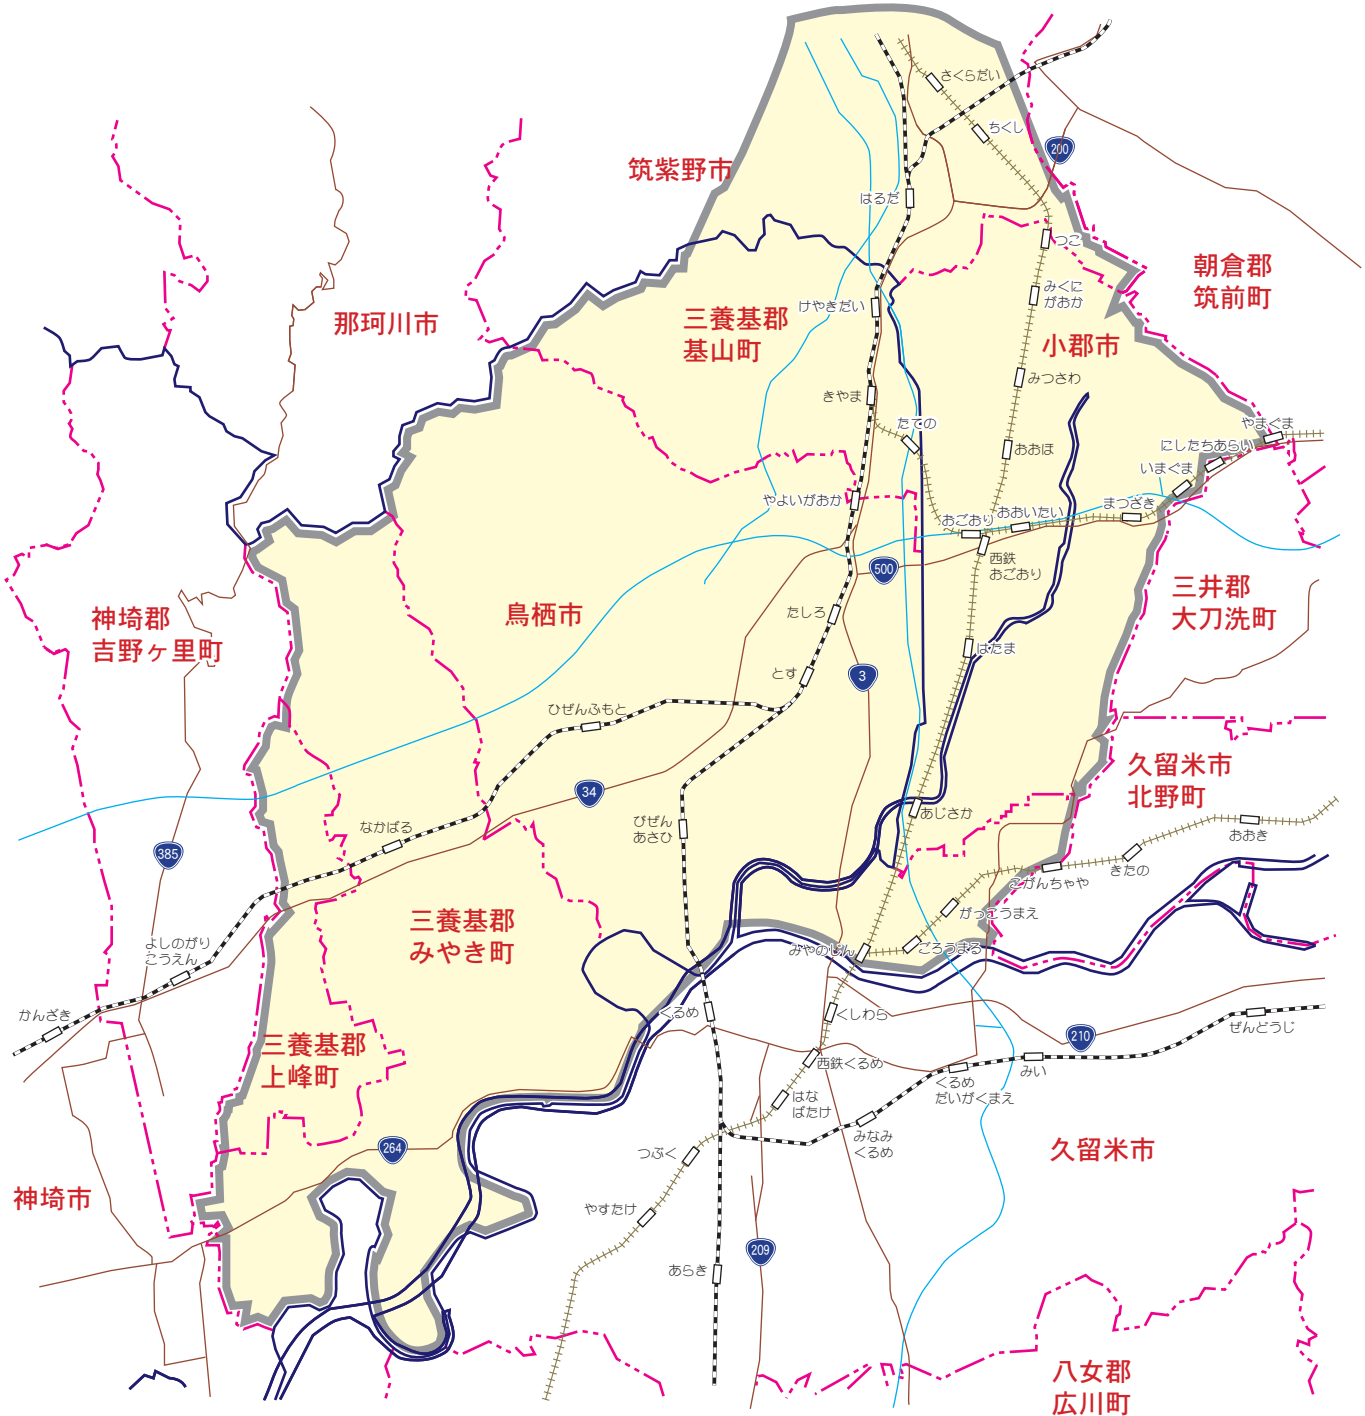 さくらだい
ちくし
200
筑紫野市
はるだ
つこ
朝倉郡
筑前町
みくに
がおか
けやきだい
那珂川市
三養基郡
基山町
小郡市
みつさわ
きやま
たての
やまぐま
おおほ
にしたちあらい
いまぐま
やよいがおか
まつざき
おごおり
おおいたい
西鉄
おごおり
500
三井郡
大刀洗町
たしろ
鳥栖市
神埼郡
吉野ヶ里町
はたま
とす
3
ひぜんふもと
久留米市
北野町
34
あじさか
なかばる
びぜん
あさひ
おおき
385
きたの
こがんちゃや
三養基郡
みやき町
がっこうまえ
よしのがり
こうえん
みやのじん
ごろうまる
かんざき
くるめ
くしわら
ぜんどうじ
210
三養基郡
上峰町
西鉄くるめ
みい
くるめ
だいがくまえ
はな
ばたけ
みなみ
くるめ
264
つぶく
久留米市
神埼市
やすたけ
209
あらき
八女郡
広川町